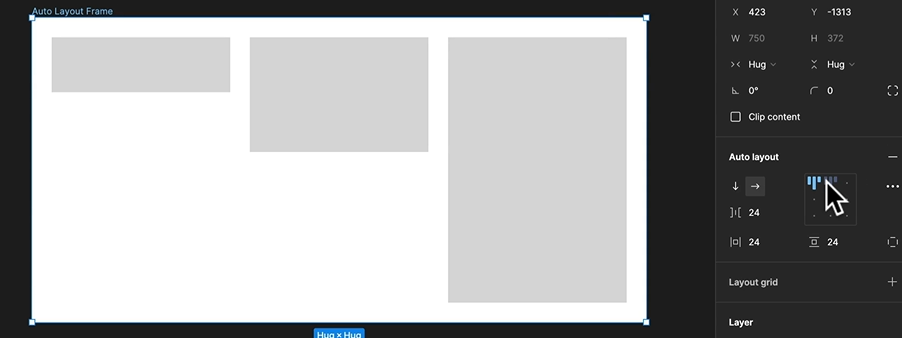 Auto Layout Frame
X 423 Y -1313
W 750 H 372
Hug Hug
0° 0
Clip content
Auto layout
24
24 24
Layout grid
Layer
Hug × Hug